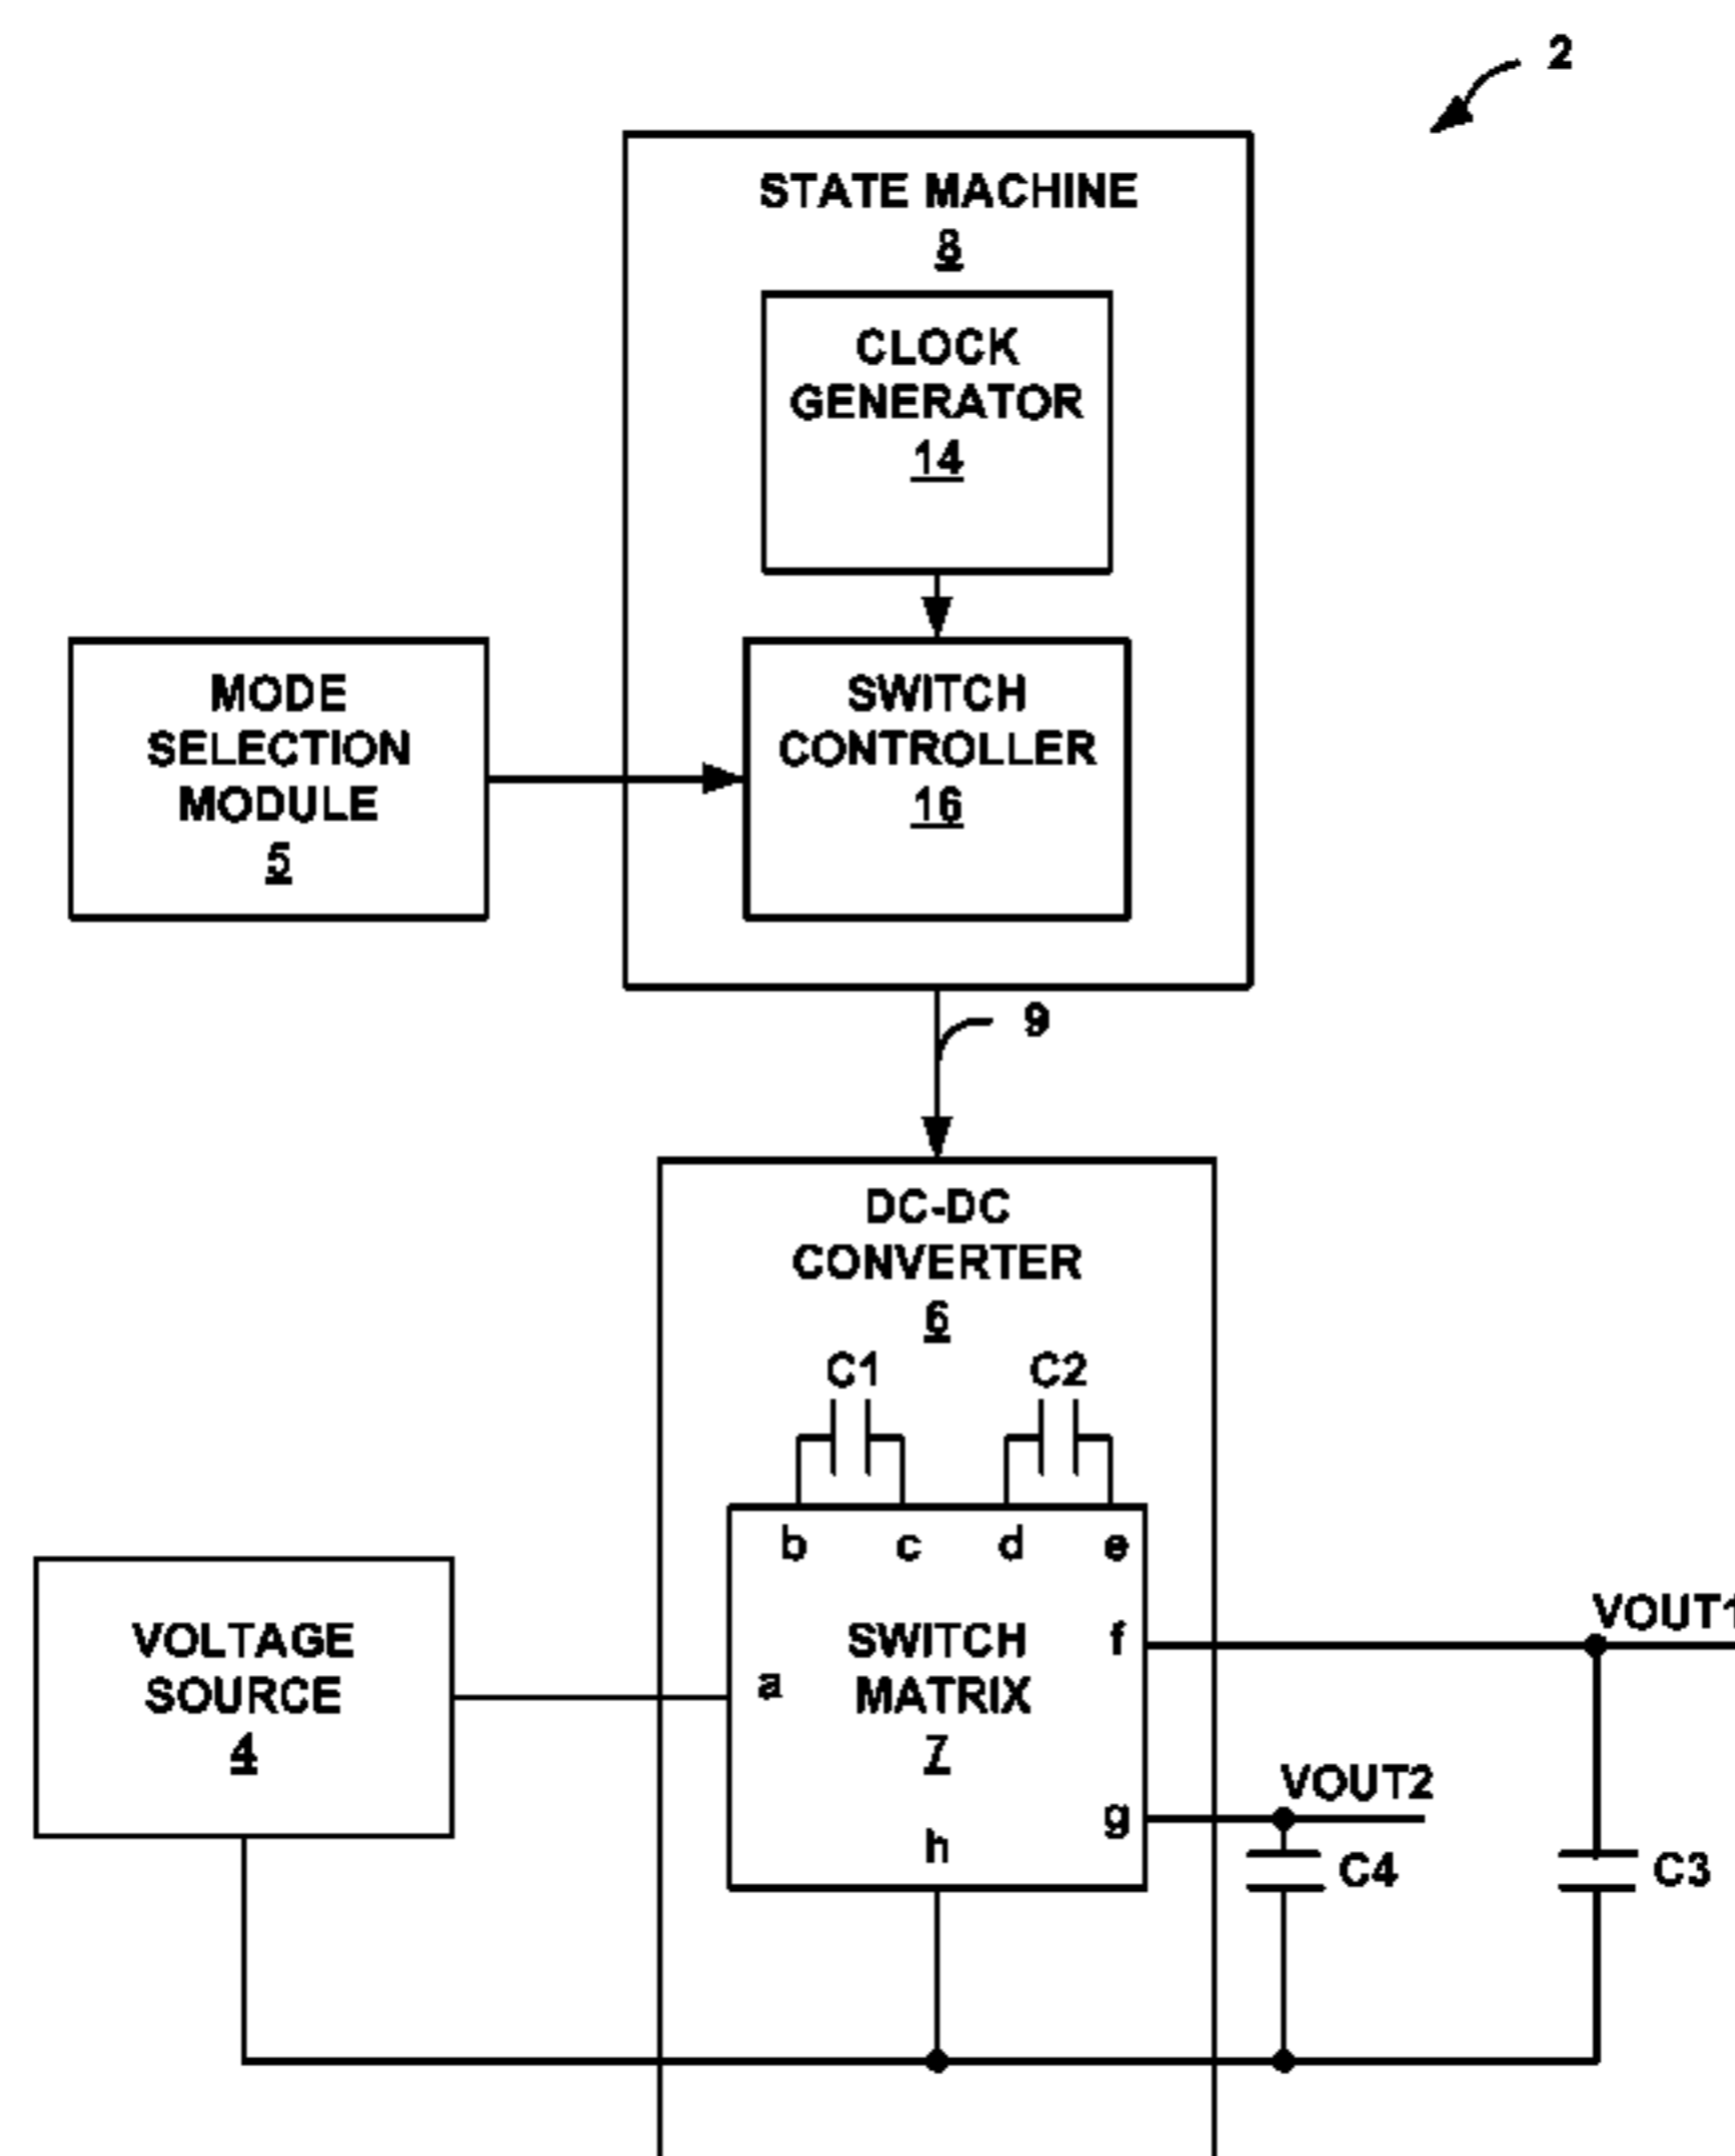 2
STATE MACHINE
8
CLOCK
GENERATOR
14
MODE
SELECTION
MODULE
5
SWITCH
CONTROLLER
16
9
DC-DC
CONVERTER
6
C1
C2
b
c
d
e
VOLTAGE
SOURCE
4
a
SWITCH
MATRIX
7
f
g
h
VOUT1
VOUT2
C4
C3